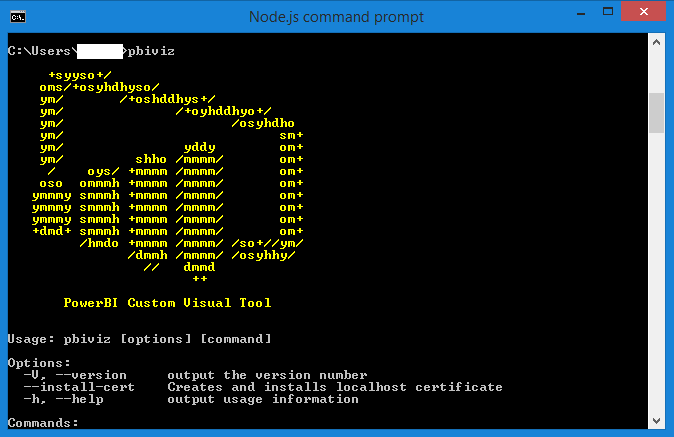 Node.js command prompt
C:\Users\ >pbiviz
+syyso+/
oms/+osyhdhyso/
ym/ /+oshddhys+/
ym/ /+oyhddhyo+/
ym/ /osyhdho
ym/ sm+
ym/ yddy om+
ym/ shho /mmmm/ om+
/ oys/ +mmmm /mmmm/ om+
oso ommmh +mmmm /mmmm/ om+
ymmmy smmmh +mmmm /mmmm/ om+
ymmmy smmmh +mmmm /mmmm/ om+
ymmmy smmmh +mmmm /mmmm/ om+
+dmd+ smmmh +mmmm /mmmm/ om+
/hmdo +mmmm /mmmm/ /so+//ym/
/dmmh /mmmm/ /osyhhy/
// dmmd
++
PowerBI Custom Visual Tool
Usage: pbiviz [options] [command]
Options:
-V, --version output the version number
--install-cert Creates and installs localhost certificate
-h, --help output usage information
Commands: